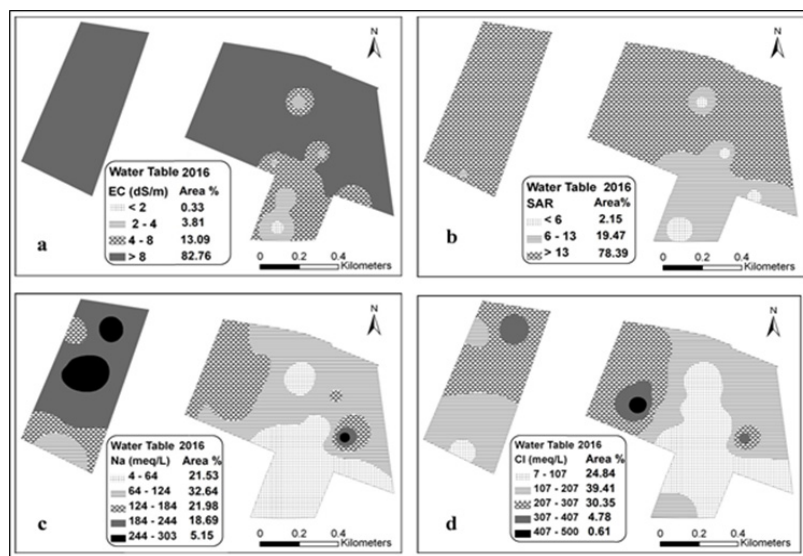 N
Water Table 2016
EC (dS/m) Area %
< 2 0.33
2 - 4 3.81
4 - 8 13.09
> 8 82.76
a
0 0.2 0.4
Kilometers
N
Water Table 2016
SAR Area%
< 6 2.15
6 - 13 19.47
> 13 78.39
b
0 0.2 0.4
Kilometers
N
Water Table 2016
Na (meq/L) Area %
4 - 64 21.53
64 - 124 32.64
124 - 184 21.98
184 - 244 18.69
244 - 303 5.15
c
0 0.2 0.4
Kilometers
N
Water Table 2016
Cl (meq/L) Area %
7 - 107 24.84
107 - 207 39.41
207 - 307 30.35
307 - 407 4.78
407 - 500 0.61
d
0 0.2 0.4
Kilometers